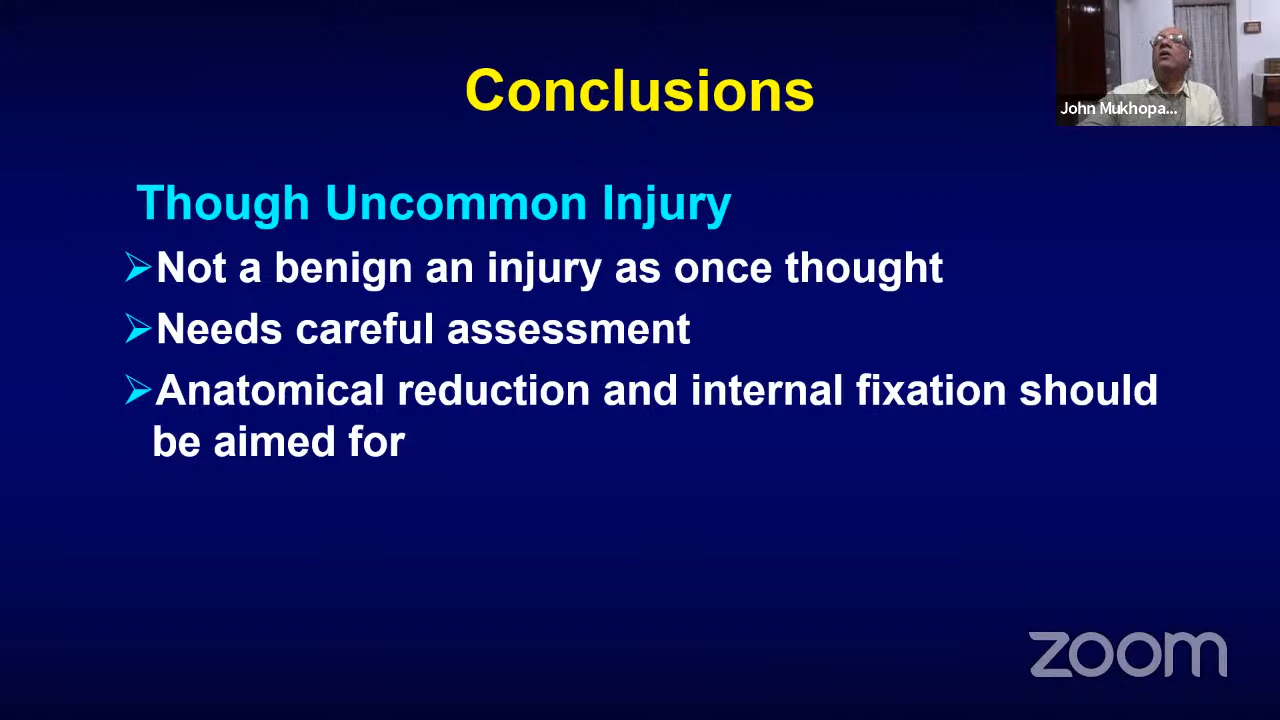 Conclusions
John Mukhopa...
Though Uncommon Injury
Not a benign an injury as once thought
Needs careful assessment
Anatomical reduction and internal fixation should
be aimed for
zoom